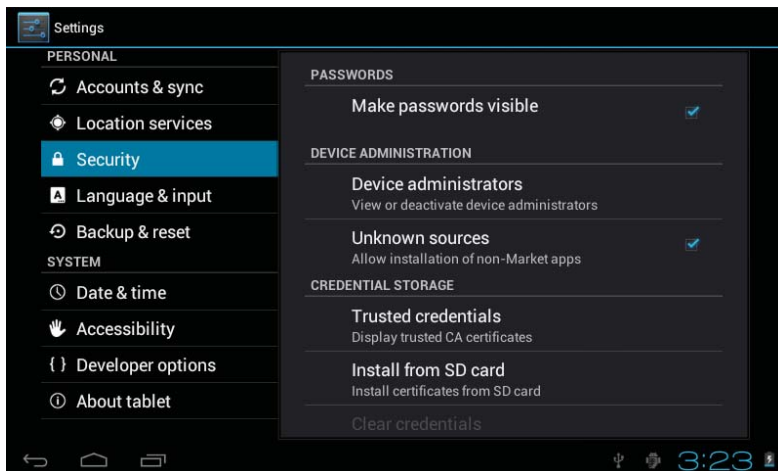 Settings
PERSONAL
Accounts & sync
Location services
Security
Language & input
Backup & reset
SYSTEM
Date & time
Accessibility
Developer options
About tablet
PASSWORDS
Make passwords visible
DEVICE ADMINISTRATION
Device administrators
View or deactivate device administrators
Unknown sources
Allow installation of non-Market apps
CREDENTIAL STORAGE
Trusted credentials
Display trusted CA certificates
Install from SD card
Install certificates from SD card
Clear credentials
3:23